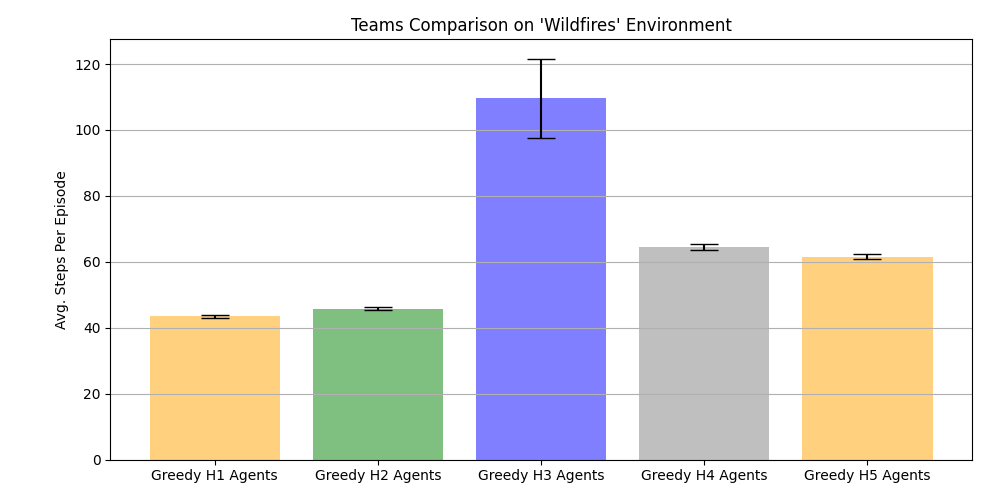 Teams Comparison on 'Wildfires' Environment
Avg. Steps Per Episode
120
100
80
60
40
20
0
Greedy H1 Agents
Greedy H2 Agents
Greedy H3 Agents
Greedy H4 Agents
Greedy H5 Agents